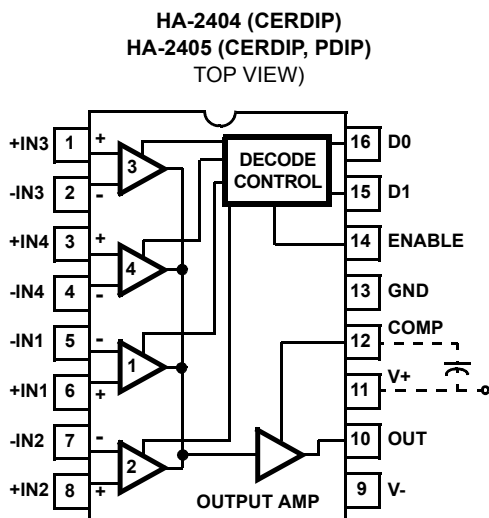 HA-2404 (CERDIP)
HA-2405 (CERDIP, PDIP)
TOP VIEW)
+IN3 1 + 16 D0
3 DECODE
CONTROL
-IN3 2 - 15 D1
+IN4 3 + 14 ENABLE
4
-IN4 4 - 13 GND
-IN1 5 - 12 COMP
1
+IN1 6 + 11 V+
-IN2 7 - 10 OUT
2
+IN2 8 + OUTPUT AMP 9 V-